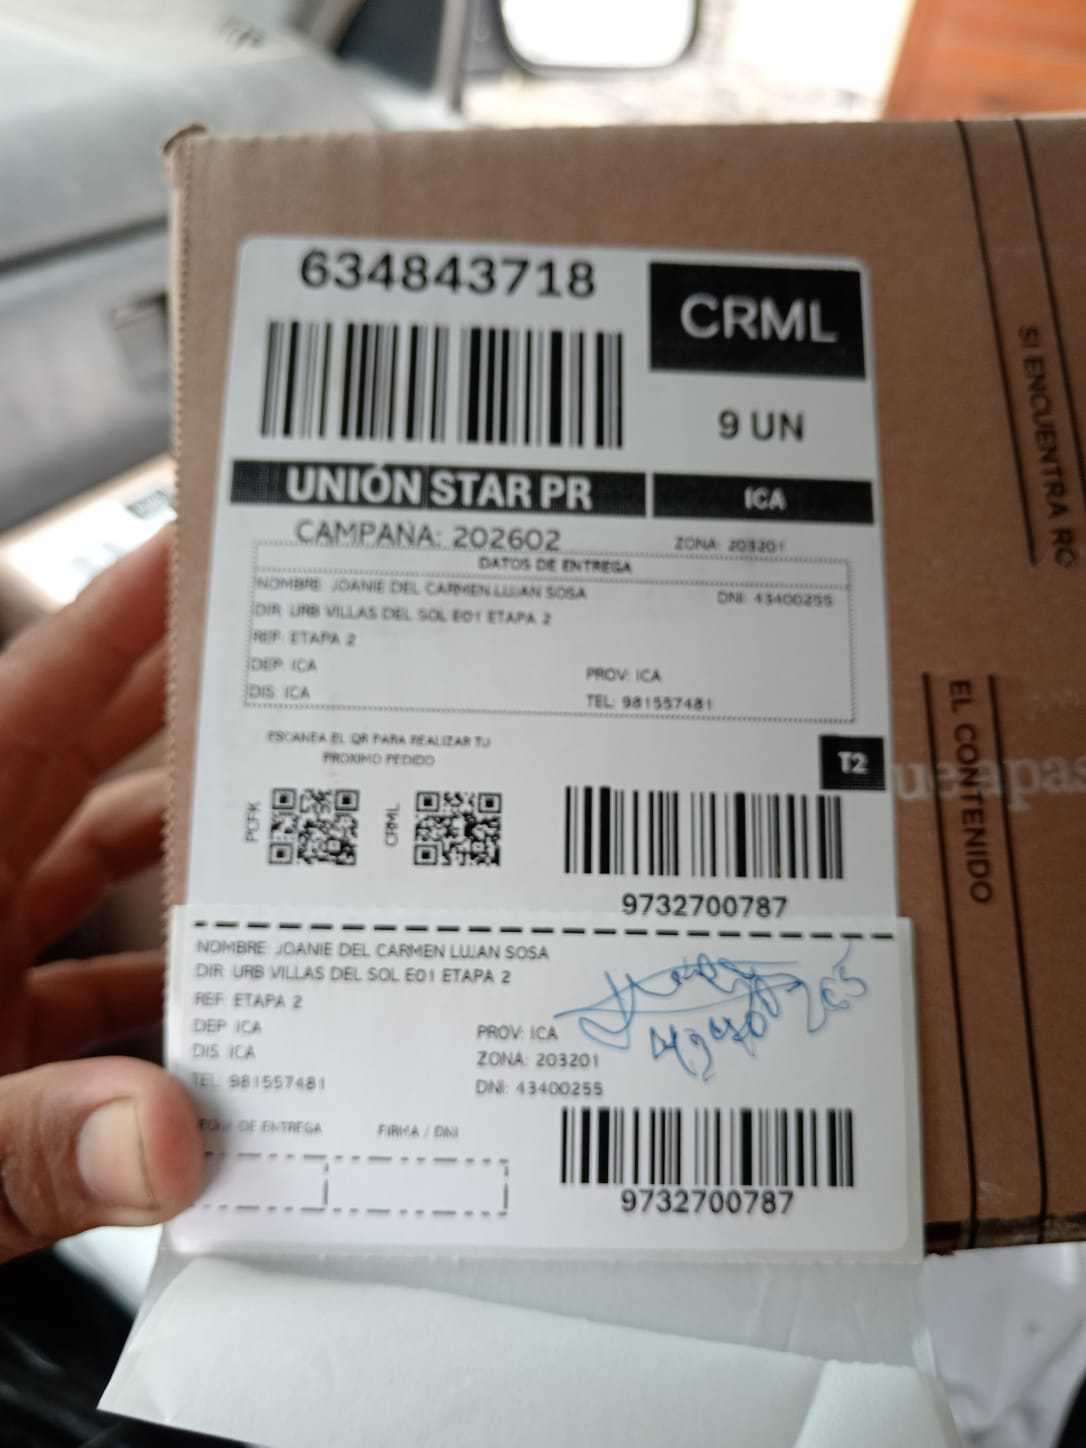 634843718
CRML
9 UN
UNIÓN STAR PR
ICA
CAMPAÑA: 202602
ZONA: 203201
DATOS DE ENTREGA
NOMBRE: JOANIE DEL CARMEN LUJAN SOSA
DNI: 43400255
DIR: URB VILLAS DEL SOL E01 ETAPA 2
REF: ETAPA 2
DEP: ICA
PROV: ICA
DIS: ICA
TEL: 981557481
ESCANEA EL QR PARA REALIZAR TU
PROXIMO PEDIDO
T2
CRML
9732700787
NOMBRE: JOANIE DEL CARMEN LUJAN SOSA
DIR: URB VILLAS DEL SOL E01 ETAPA 2
REF: ETAPA 2
DEP: ICA
PROV: ICA
DIS: ICA
ZONA: 203201
TEL: 981557481
DNI: 43400255
DE ENTREGA
FIRMA / DNI
9732700787
SI ENCUENTRA RO
EL CONTENIDO